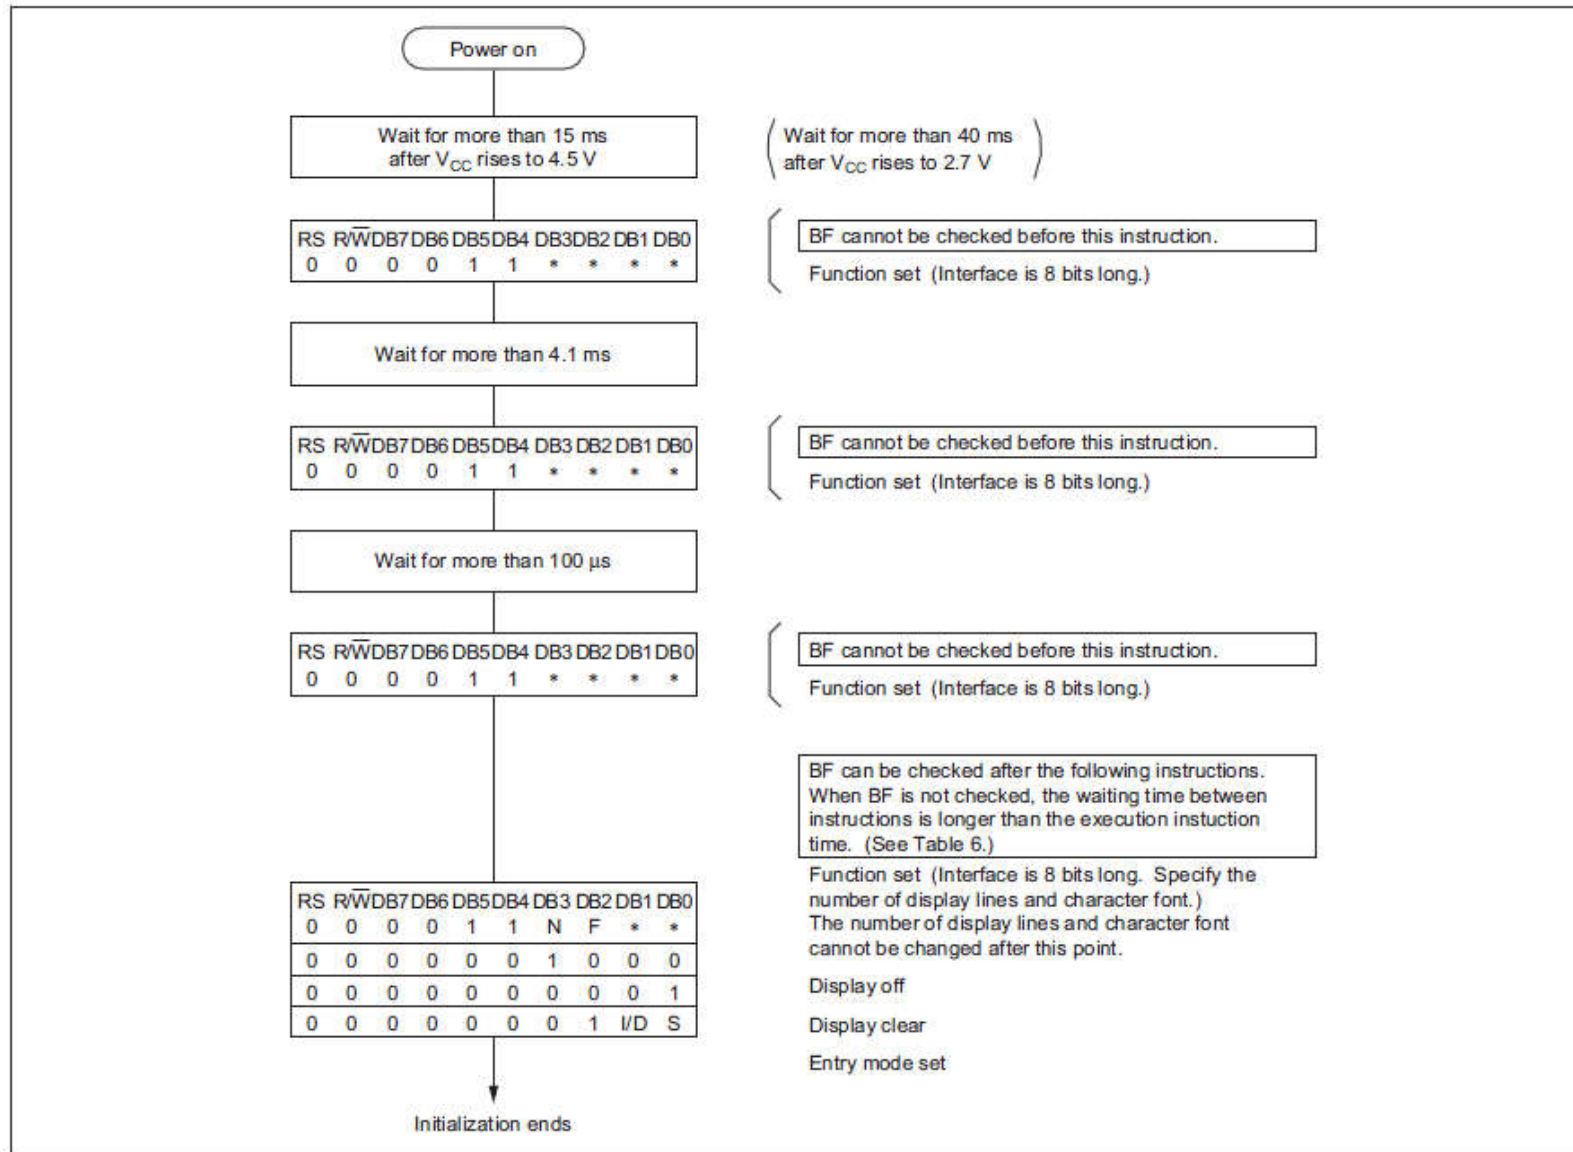 Power on
Wait for more than 15 ms
after VCC rises to 4.5 V
Wait for more than 40 ms
after VCC rises to 2.7 V
RS R/W̅ DB7 DB6 DB5 DB4 DB3 DB2 DB1 DB0
0 0 0 0 1 1 * * * *
BF cannot be checked before this instruction.
Function set (Interface is 8 bits long.)
Wait for more than 4.1 ms
RS R/W̅ DB7 DB6 DB5 DB4 DB3 DB2 DB1 DB0
0 0 0 0 1 1 * * * *
BF cannot be checked before this instruction.
Function set (Interface is 8 bits long.)
Wait for more than 100 µs
RS R/W̅ DB7 DB6 DB5 DB4 DB3 DB2 DB1 DB0
0 0 0 0 1 1 * * * *
BF cannot be checked before this instruction.
Function set (Interface is 8 bits long.)
BF can be checked after the following instructions.
When BF is not checked, the waiting time between
instructions is longer than the execution instuction
time. (See Table 6.)
RS R/W̅ DB7 DB6 DB5 DB4 DB3 DB2 DB1 DB0
0 0 0 0 1 1 N F * *
0 0 0 0 0 0 1 0 0 0
0 0 0 0 0 0 0 0 0 1
0 0 0 0 0 0 0 1 I/D S
Function set (Interface is 8 bits long. Specify the
number of display lines and character font.)
The number of display lines and character font
cannot be changed after this point.
Display off
Display clear
Entry mode set
Initialization ends